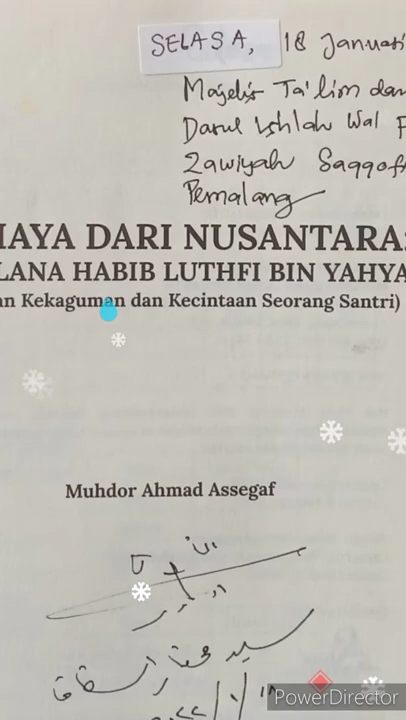 SELASA, 18 Januari
Majelis Ta'lim dan
Darul Ishlah Wal F
Zawiyah Saqqof
Pemalang
HAYA DARI NUSANTARA:
LANA HABIB LUTHFI BIN YAHYA
an Kekaguman dan Kecintaan Seorang Santri)
Muhdor Ahmad Assegaf
PowerDirector